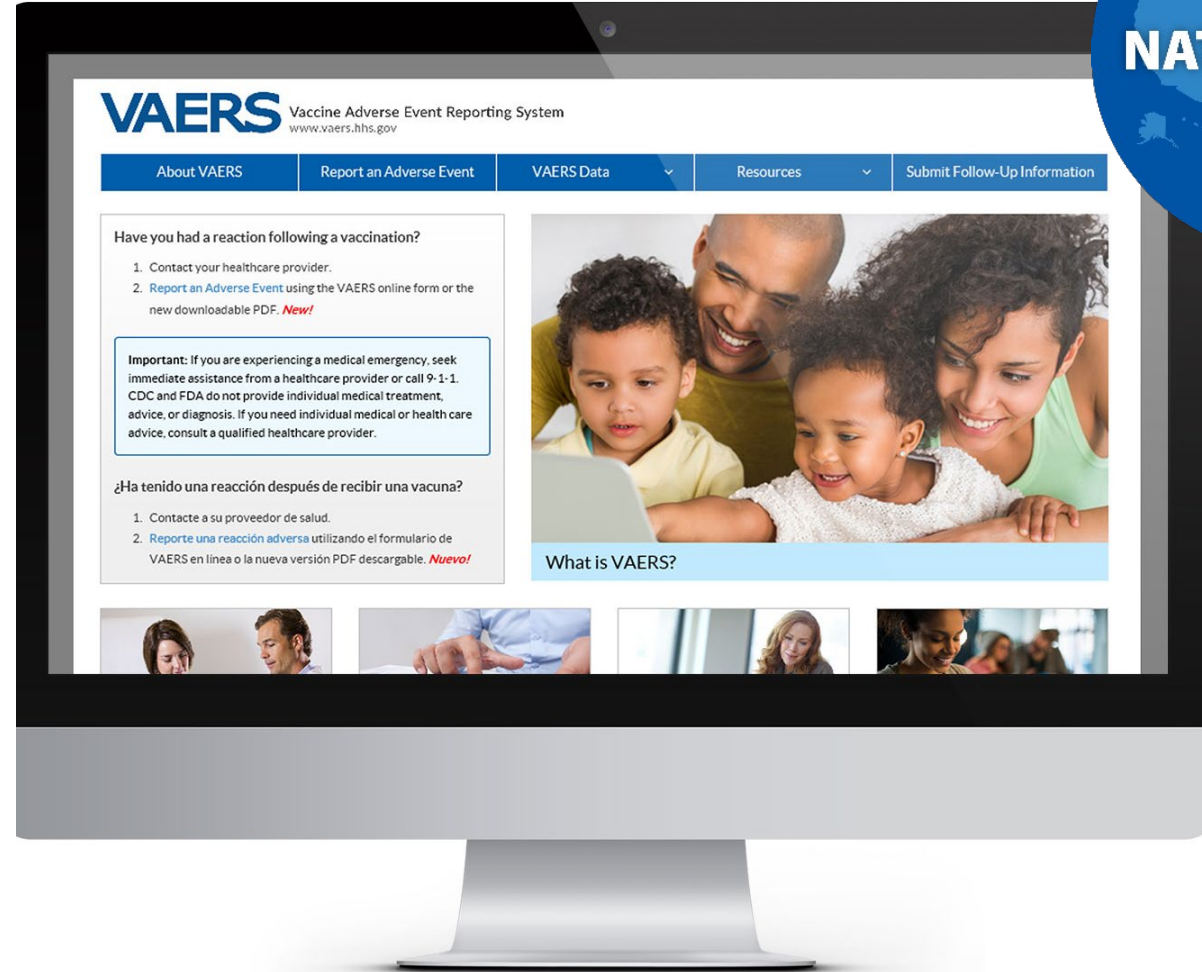 NAT
VAERS Vaccine Adverse Event Reporting System
www.vaers.hhs.gov
About VAERS Report an Adverse Event VAERS Data Resources Submit Follow-Up Information
Have you had a reaction following a vaccination?
1. Contact your healthcare provider.
2. Report an Adverse Event using the VAERS online form or the
new downloadable PDF. New!
Important: If you are experiencing a medical emergency, seek
immediate assistance from a healthcare provider or call 9-1-1.
CDC and FDA do not provide individual medical treatment,
advice, or diagnosis. If you need individual medical or health care
advice, consult a qualified healthcare provider.
¿Ha tenido una reacción después de recibir una vacuna?
1. Contacte a su proveedor de salud.
2. Reporte una reacción adversa utilizando el formulario de
VAERS en línea o la nueva versión PDF descargable. Nuevo!
What is VAERS?